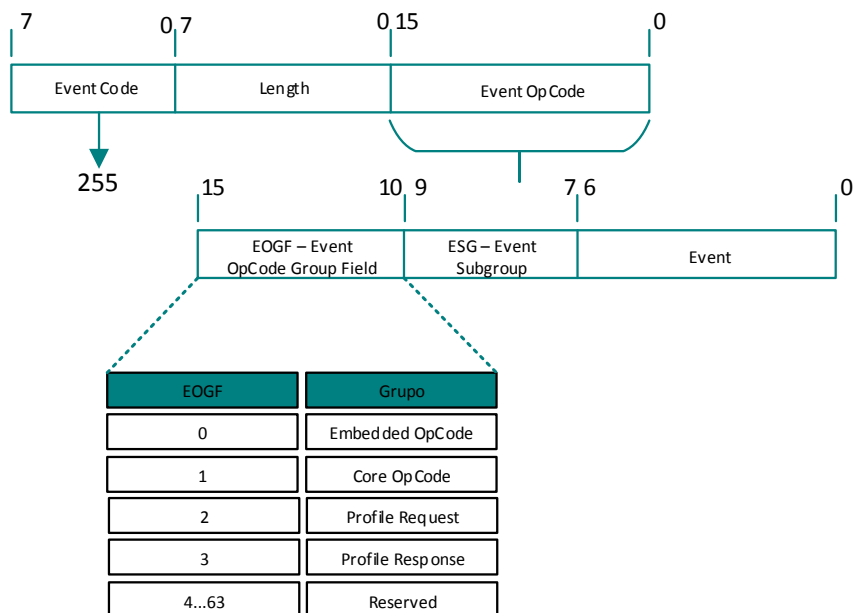 7 0 7 0 15 0
Event Code Length Event OpCode
255
15 10 9 7 6 0
EOGF – Event OpCode Group Field ESG – Event Subgroup Event
EOGF Grupo
0 Embedded OpCode
1 Core OpCode
2 Profile Request
3 Profile Response
4...63 Reserved